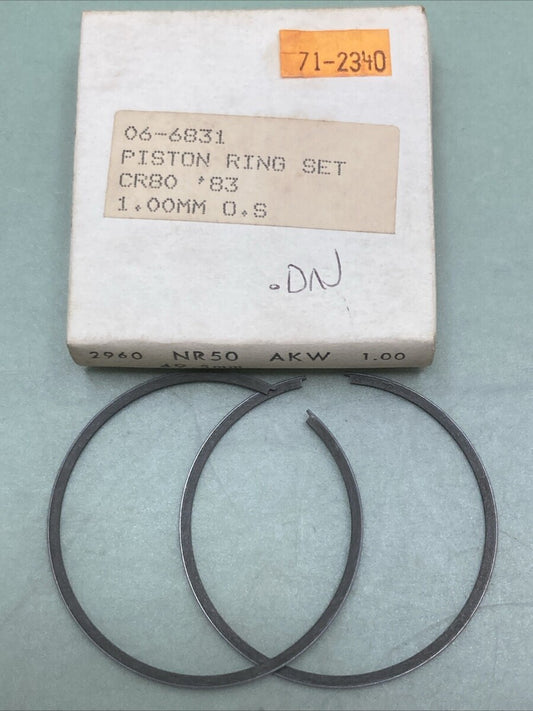 71-2340
06-6831
PISTON RING SET
CR80 '83
1.00MM O.S
.DN
2960 NR50 AKW 1.00